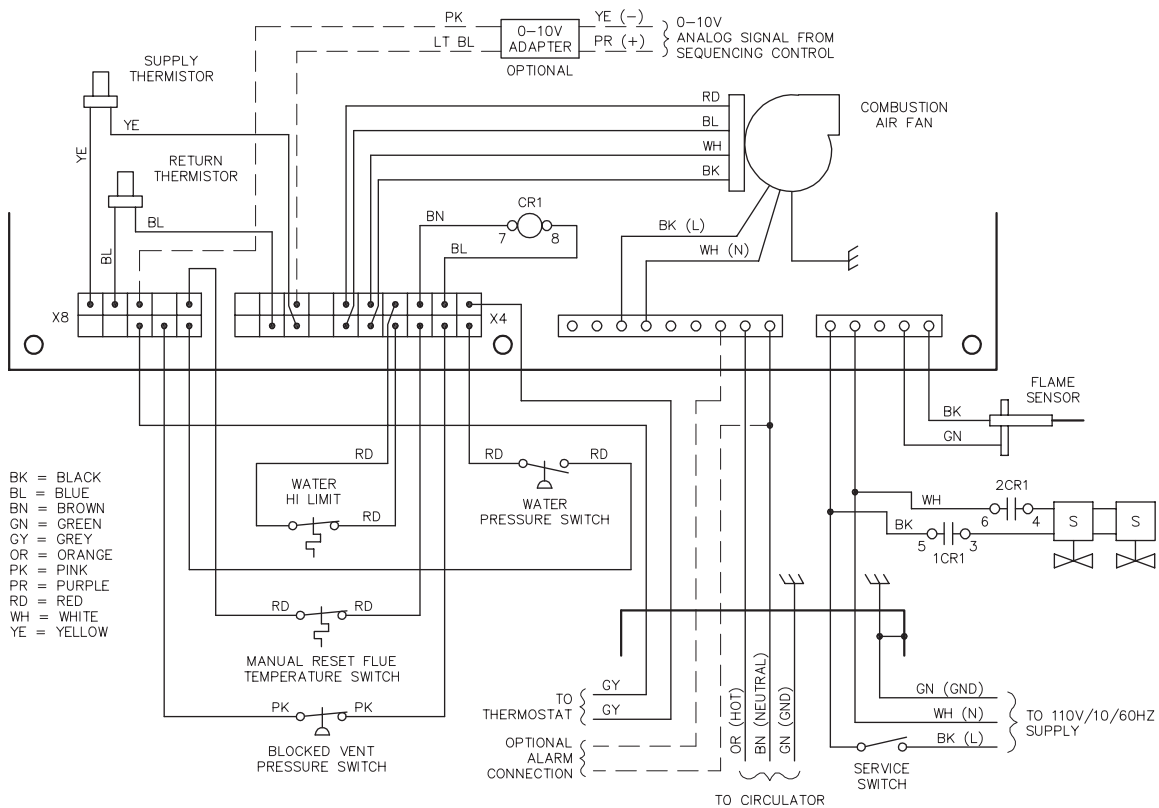 PK
LT BL
0-10V
ADAPTER
OPTIONAL
YE (-)
PR (+)
0-10V
ANALOG SIGNAL FROM
SEQUENCING CONTROL
SUPPLY
THERMISTOR
YE
YE
RETURN
THERMISTOR
BL
BL
RD
BL
WH
BK
COMBUSTION
AIR FAN
CR1
BN
7
8
BL
BK (L)
WH (N)
X8
X4
FLAME
SENSOR
BK
GN
BK = BLACK
BL = BLUE
BN = BROWN
GN = GREEN
GY = GREY
OR = ORANGE
PK = PINK
PR = PURPLE
RD = RED
WH = WHITE
YE = YELLOW
RD
WATER
HI LIMIT
RD
RD
RD
WATER
PRESSURE SWITCH
2CR1
WH
6
4
BK
5
3
1CR1
S
S
RD
RD
MANUAL RESET FLUE
TEMPERATURE SWITCH
PK
PK
BLOCKED VENT
PRESSURE SWITCH
TO
THERMOSTAT
GY
GY
OPTIONAL
ALARM
CONNECTION
OR (HOT)
BN (NEUTRAL)
GN (GND)
TO CIRCULATOR
GN (GND)
WH (N)
BK (L)
TO 110V/10/60HZ
SUPPLY
SERVICE
SWITCH